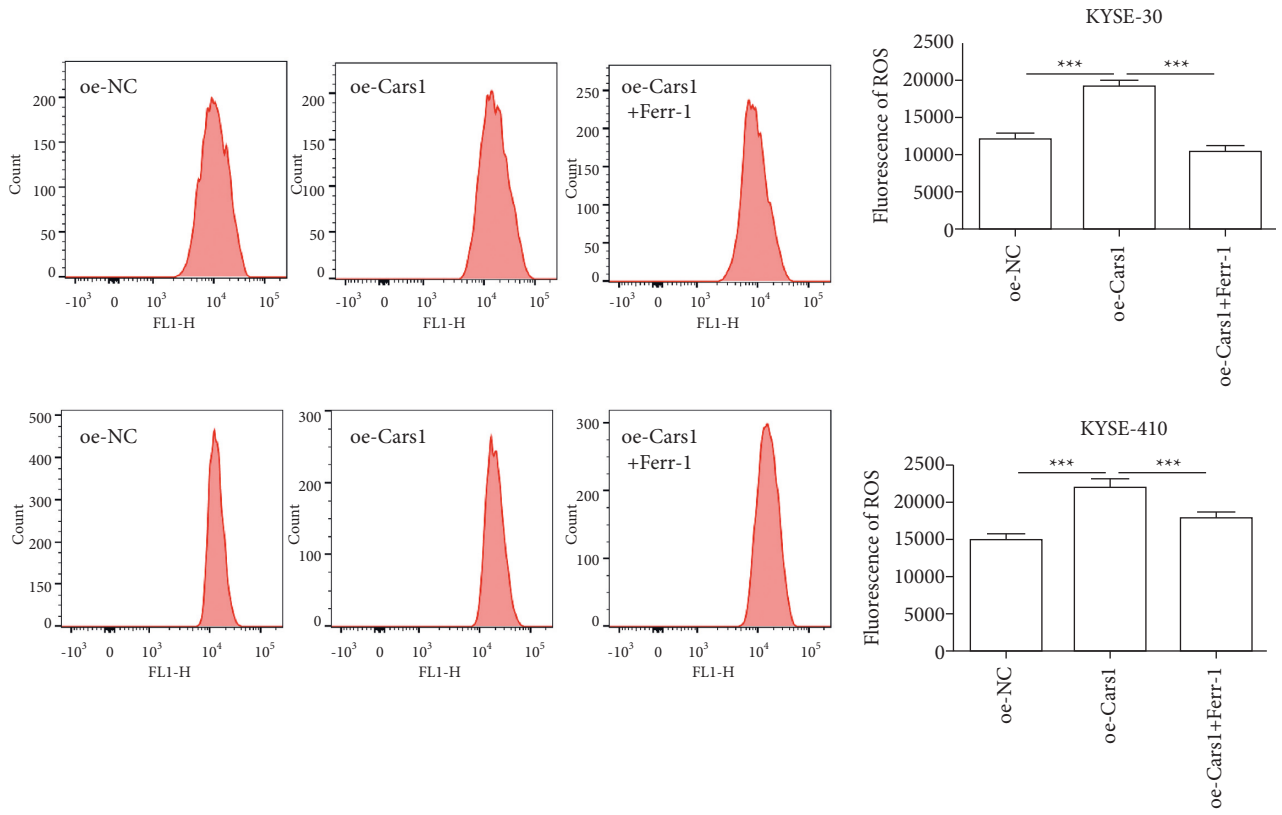 oe-NC
200
150
100
50
0
Count
-10³ 0 10³ 10⁴ 10⁵
FL1-H
oe-Cars1
200
150
100
50
0
Count
-10³ 0 10³ 10⁴ 10⁵
FL1-H
oe-Cars1
+Ferr-1
250
200
150
100
50
0
Count
-10³ 0 10³ 10⁴ 10⁵
FL1-H
KYSE-30
2500
20000
15000
10000
5000
0
Fluorescence of ROS
*** ***
oe-NC
oe-Cars1
oe-Cars1+Ferr-1
oe-NC
500
400
300
200
150
0
Count
-10³ 0 10³ 10⁴ 10⁵
FL1-H
oe-Cars1
300
200
100
0
Count
-10³ 0 10³ 10⁴ 10⁵
FL1-H
oe-Cars1
+Ferr-1
300
200
100
0
Count
-10³ 0 10³ 10⁴ 10⁵
FL1-H
KYSE-410
2500
20000
15000
10000
5000
0
Fluorescence of ROS
*** ***
oe-NC
oe-Cars1
oe-Cars1+Ferr-1